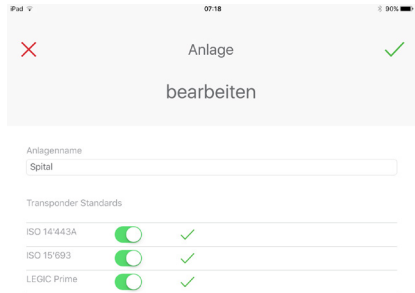 iPad 07:18 90%
Anlage
bearbeiten
Anlagenname
Spital
Transponder Standards
ISO 14'443A
ISO 15'693
LEGIC Prime